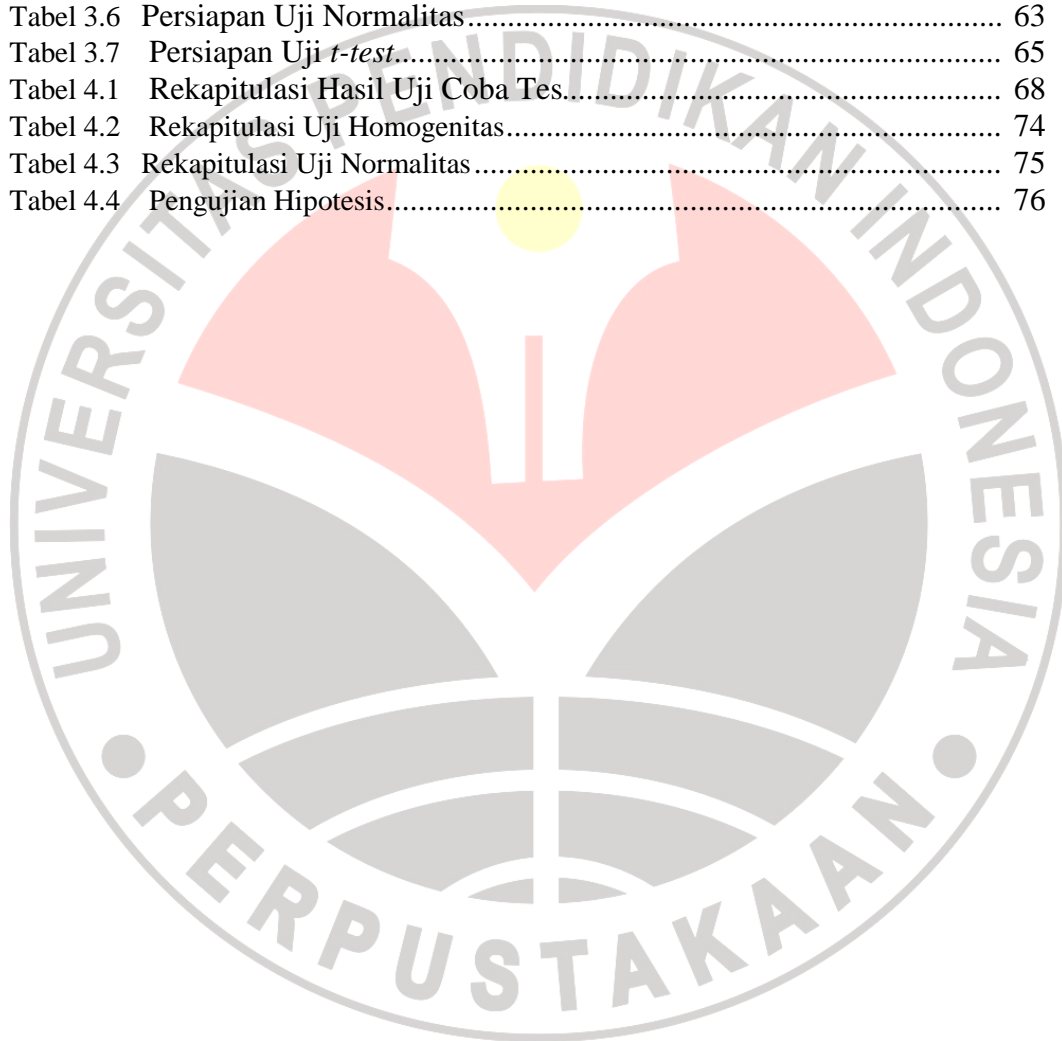 Tabel 3.6 Persiapan Uji Normalitas.......................................................................... 63
Tabel 3.7 Persiapan Uji t-test..................................................................................... 65
Tabel 4.1 Rekapitulasi Hasil Uji Coba Tes............................................................. 68
Tabel 4.2 Rekapitulasi Uji Homogenitas.................................................................... 74
Tabel 4.3 Rekapitulasi Uji Normalitas........................................................................ 75
Tabel 4.4 Pengujian Hipotesis.................................................................................... 76
UNIVERSITAS PENDIDIKAN INDONESIA
PERPUSTAKAAN